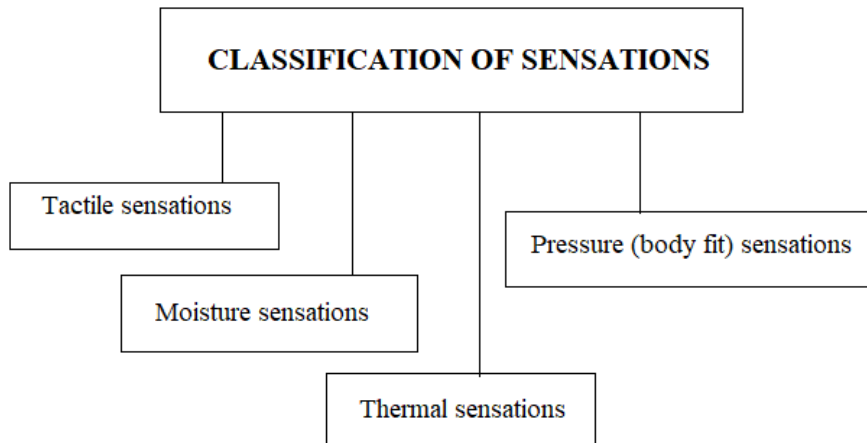 CLASSIFICATION OF SENSATIONS
Tactile sensations
Pressure (body fit) sensations
Moisture sensations
Thermal sensations